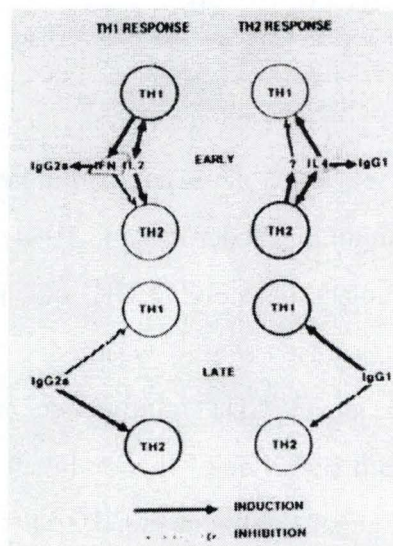 TH1 RESPONSE TH2 RESPONSE
TH1 TH1
IgG2a IFN IL2 EARLY ? IL4 IgG1
TH2 TH2
TH1 TH1
IgG2a LATE IgG1
TH2 TH2
INDUCTION
INHIBITION